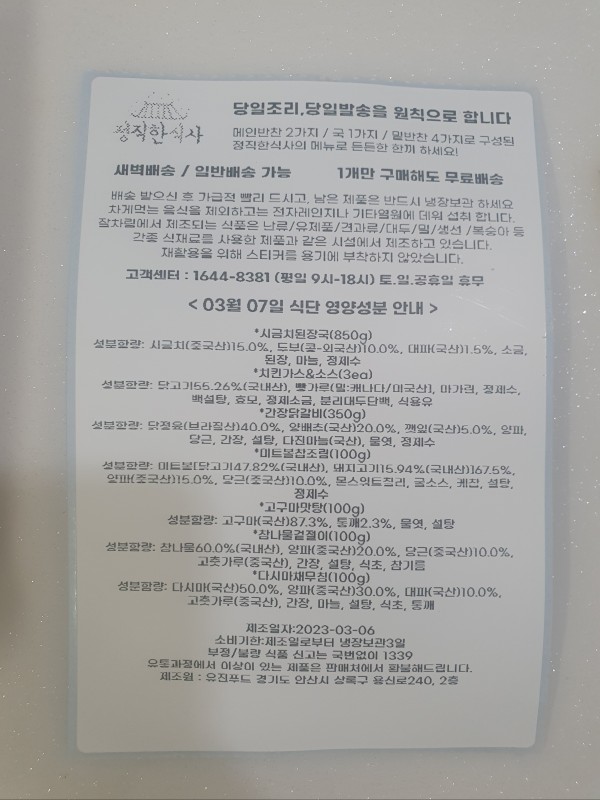 정직한식사
당일조리,당일발송을 원칙으로 합니다
메인반찬 2가지 / 국 1가지 / 밑반찬 4가지로 구성된
정직한식사의 메뉴로 든든한 한끼 하세요!
새벽배송 / 일반배송 가능 1개만 구매해도 무료배송
배송 받으신 후 가급적 빨리 드시고, 남은 제품은 반드시 냉장보관 하세요
차게먹는 음식을 제외하고는 전자레인지나 기타열원에 데워 섭취 합니다.
참차림에서 제조되는 식품은 난류/유제품/견과류/대두/밀/생선 /복숭아 등
각종 식재료를 사용한 제품과 같은 시설에서 제조하고 있습니다.
재활용을 위해 스티커를 용기에 부착하지 않았습니다.
고객센터 : 1644-8381 (평일 9시-18시) 토.일.공휴일 휴무
< 03월 07일 식단 영양성분 안내 >
*시금치된장국(850g)
성분함량: 시금치(중국산)15.0%, 두부(콩-외국산)10.0%, 대파(국산)1.5%, 소금,
된장, 마늘, 정제수
*치킨가스&소스(3ea)
성분함량: 닭고기55.26%(국내산), 빵가루(밀:캐나다/미국산), 마가린, 정제수,
백설탕, 효모, 정제소금, 분리대두단백, 식용유
*간장닭갈비(350g)
성분함량: 닭정육(브라질산)40.0%, 양배추(국산)20.0%, 깻잎(국산)5.0%, 양파,
당근, 간장, 설탕, 다진마늘(국산), 물엿, 정제수
*미트볼찹조림(100g)
성분함량: 미트볼[닭고기47.82%(국내산), 돼지고기15.94%(국내산)]67.5%,
양파(중국산)15.0%, 당근(중국산)10.0%, 몬스위트칠리, 굴소스, 케찹, 설탕,
정제수
*고구마맛탕(100g)
성분함량: 고구마(국산)87.3%, 통깨2.3%, 물엿, 설탕
*참나물겉절이(100g)
성분함량: 참나물60.0%(국내산), 양파(중국산)20.0%, 당근(중국산)10.0%,
고춧가루(중국산), 간장, 설탕, 식초, 참기름
*다시마채무침(100g)
성분함량: 다시마(국산)50.0%, 양파(중국산)30.0%, 대파(국산)10.0%,
고춧가루(중국산), 간장, 마늘, 설탕, 식초, 통깨
제조일자:2023-03-06
소비기한:제조일로부터 냉장보관3일
부정/불량 식품 신고는 국번없이 1339
유통과정에서 이상이 있는 제품은 판매처에서 환불해드립니다.
제조원 : 유진푸드 경기도 안산시 상록구 용신로240, 2층